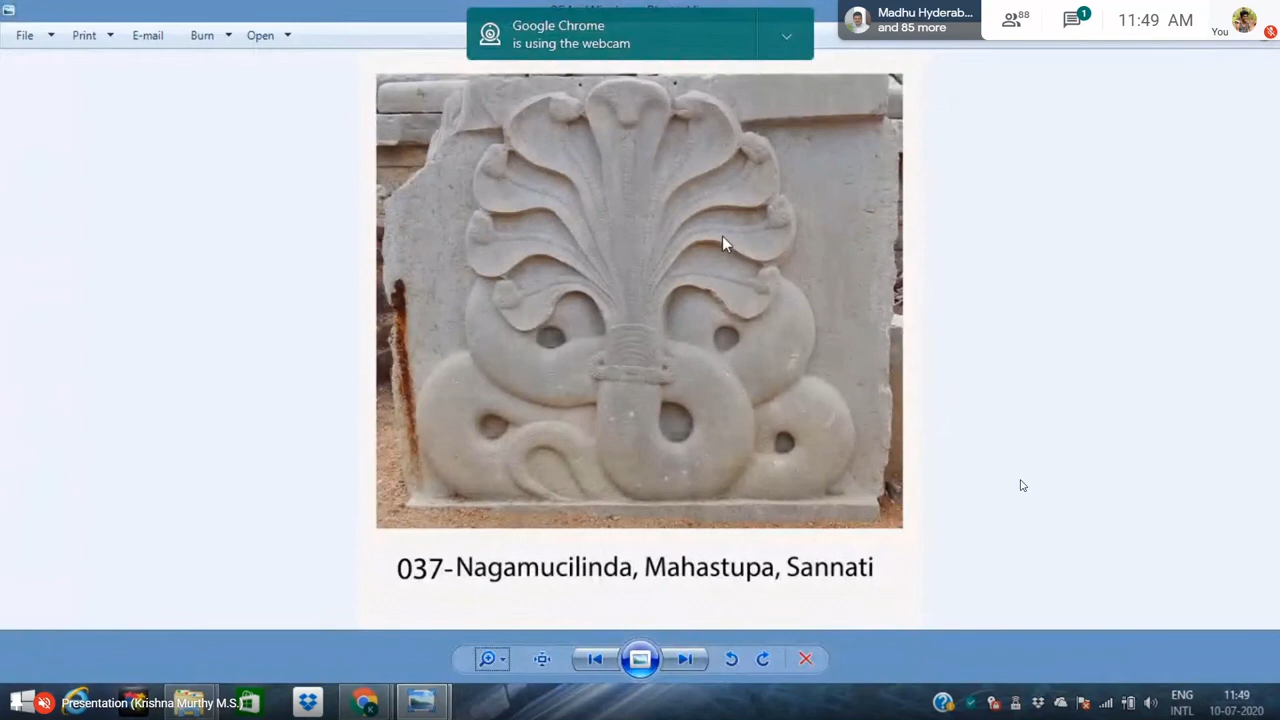 File Print E-mail Burn Open
Google Chrome
is using the webcam
Madhu Hyderab...
and 85 more
88
1
11:49 AM
You
037-Nagamucilinda, Mahastupa, Sannati
Presentation (Krishna Murthy M.S.)
ENG
INTL
11:49
10-07-2020